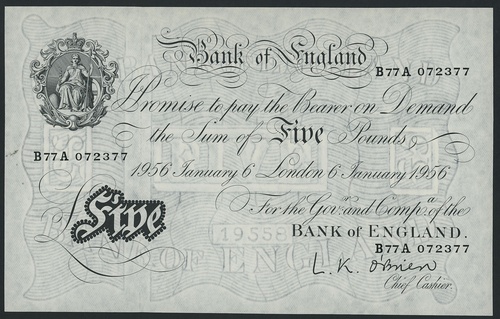 Bank of England
B77A 072377
I Promise to pay the Bearer on Demand
the Sum of Five Pounds
B77A 072377
1956 January 6 London 6 January 1956
For the Gov.r and Comp.a of the
£Five
BANK of ENGLAND.
B77A 072377
L. K. O'Brien
Chief Cashier.